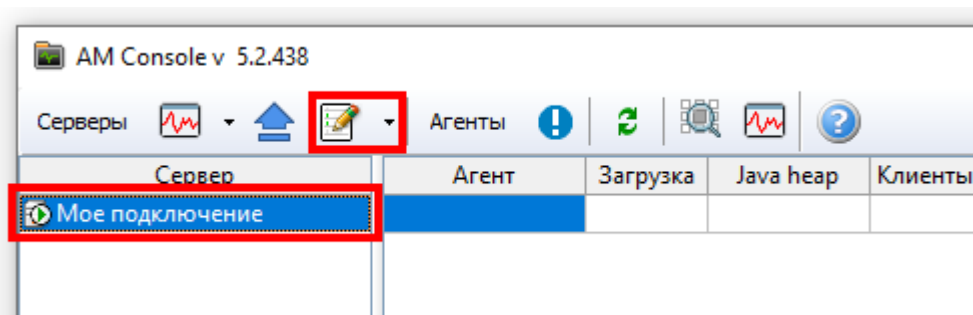 AM Console v 5.2.438
Серверы Агенты
Сервер Агент Загрузка Java heap Клиенты
Мое подключение